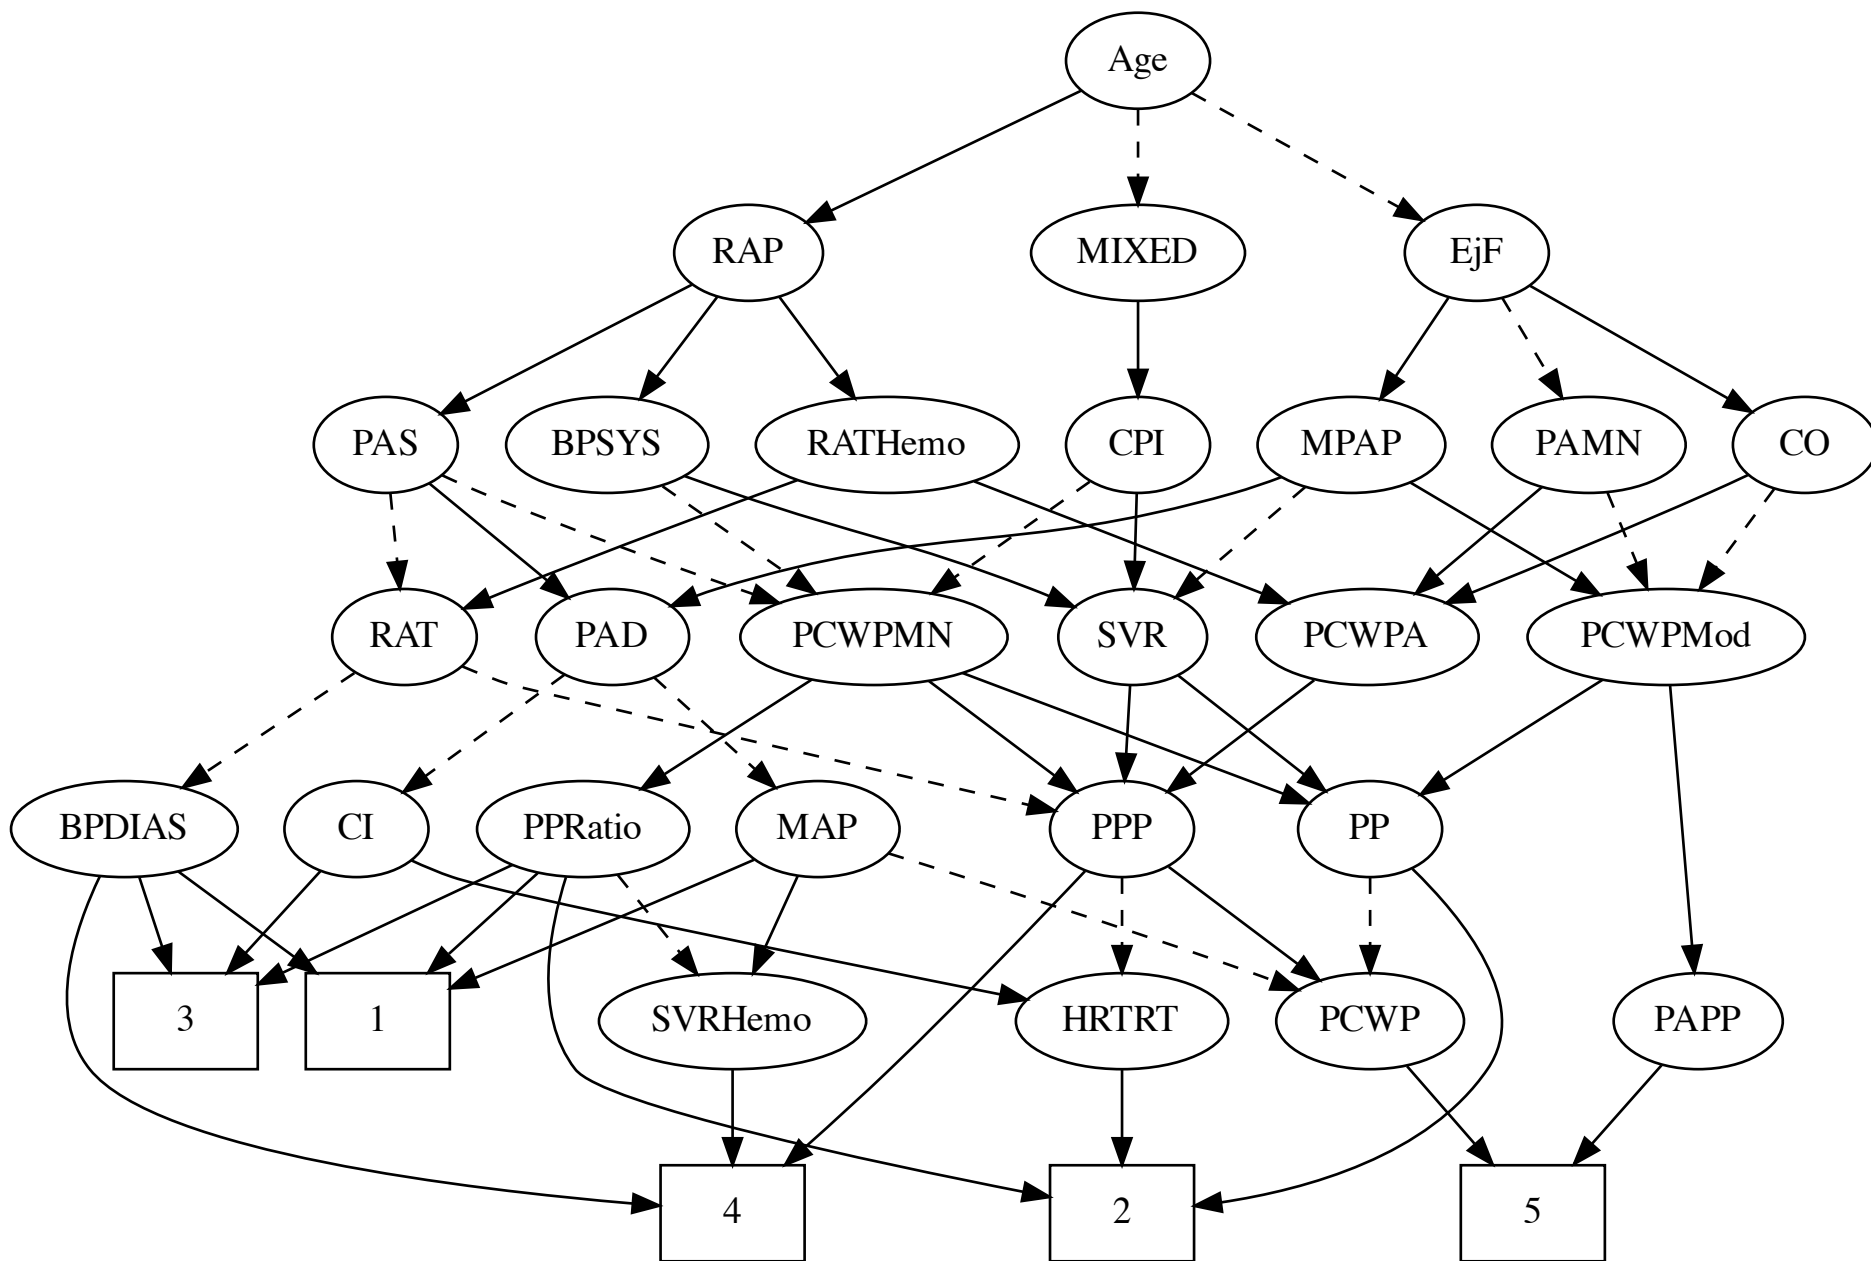 Age
RAP
MIXED
EjF
PAS
BPSYS
RATHemo
CPI
MPAP
PAMN
CO
RAT
PAD
PCWPMN
SVR
PCWPA
PCWPMod
BPDIAS
CI
PPRatio
MAP
PPP
PP
3
1
SVRHemo
HRTRT
PCWP
PAPP
4
2
5